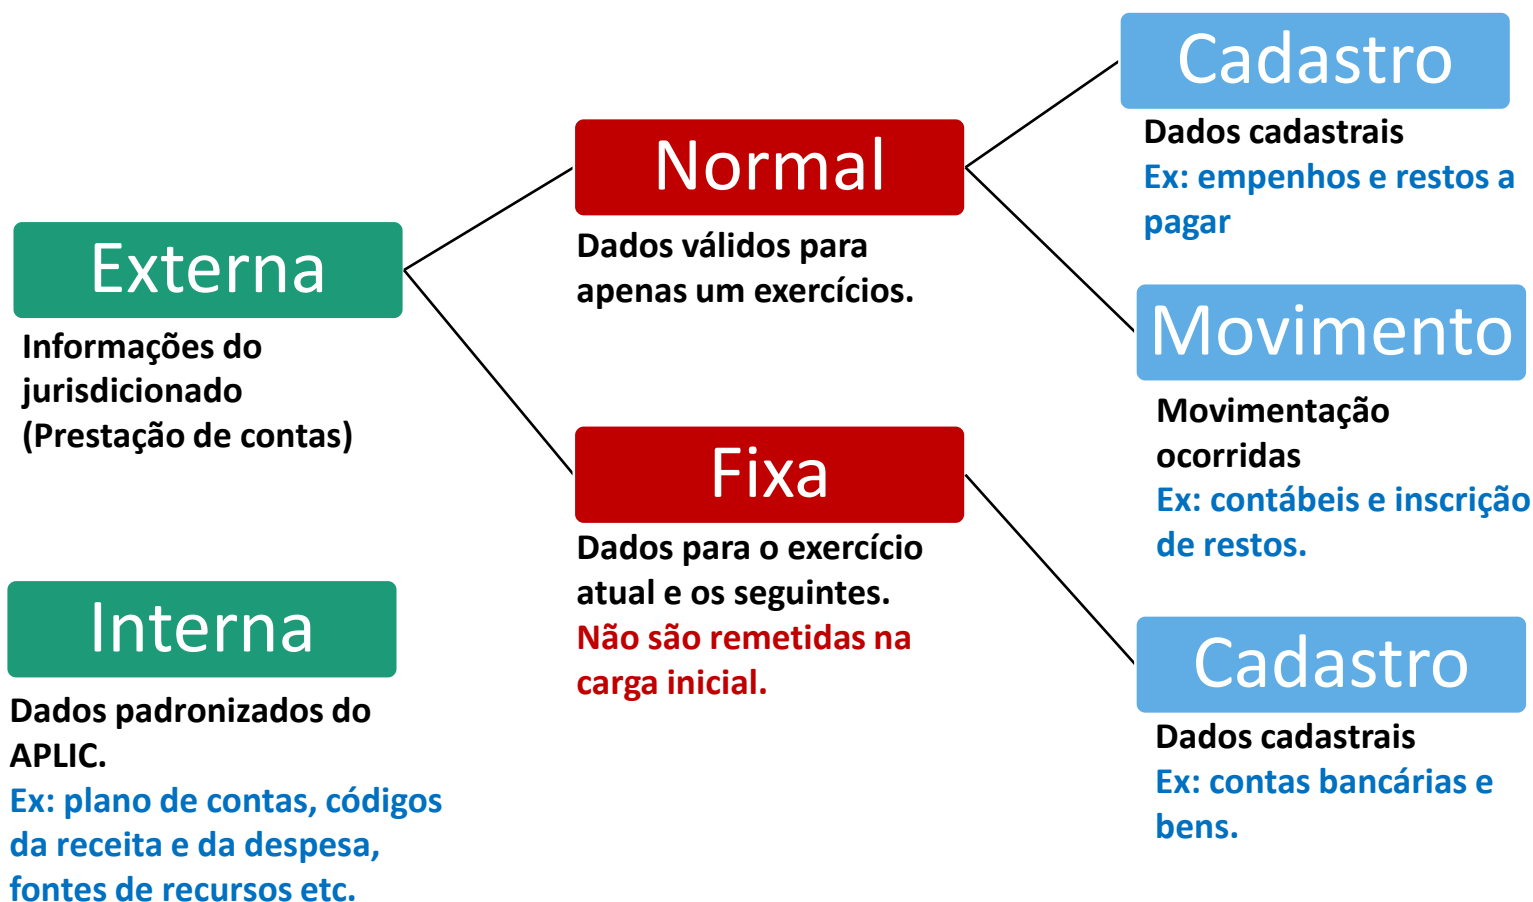 Externa
Informações do
jurisdicionado
(Prestação de contas)
Interna
Dados padronizados do
APLIC.
Ex: plano de contas, códigos
da receita e da despesa,
fontes de recursos etc.
Normal
Dados válidos para
apenas um exercícios.
Fixa
Dados para o exercício
atual e os seguintes.
Não são remetidas na
carga inicial.
Cadastro
Dados cadastrais
Ex: empenhos e restos a
pagar
Movimento
Movimentação
ocorridas
Ex: contábeis e inscrição
de restos.
Cadastro
Dados cadastrais
Ex: contas bancárias e
bens.